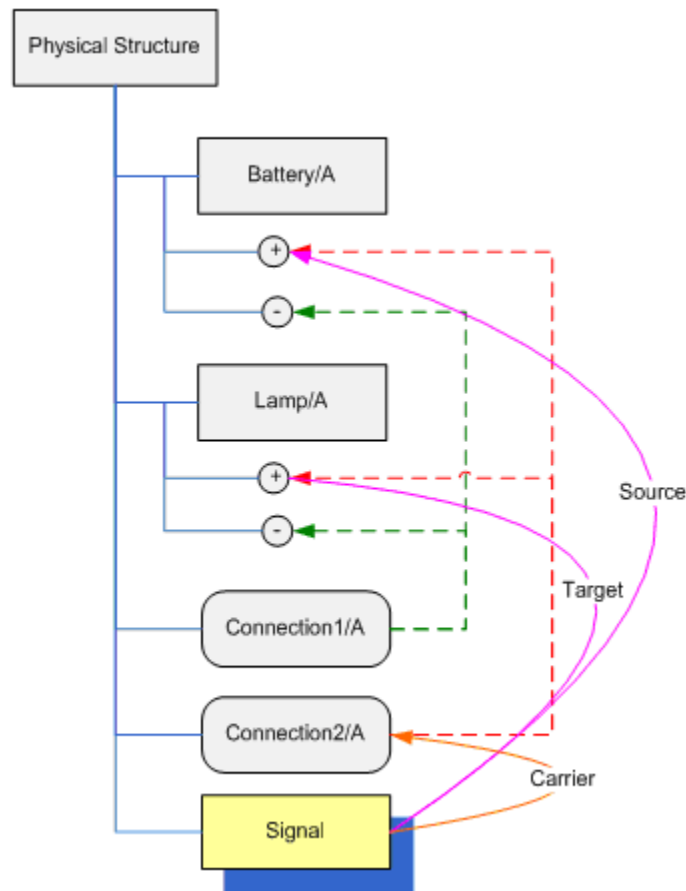 Physical Structure
Battery/A
+
-
Lamp/A
+
-
Source
Target
Connection1/A
Connection2/A
Carrier
Signal